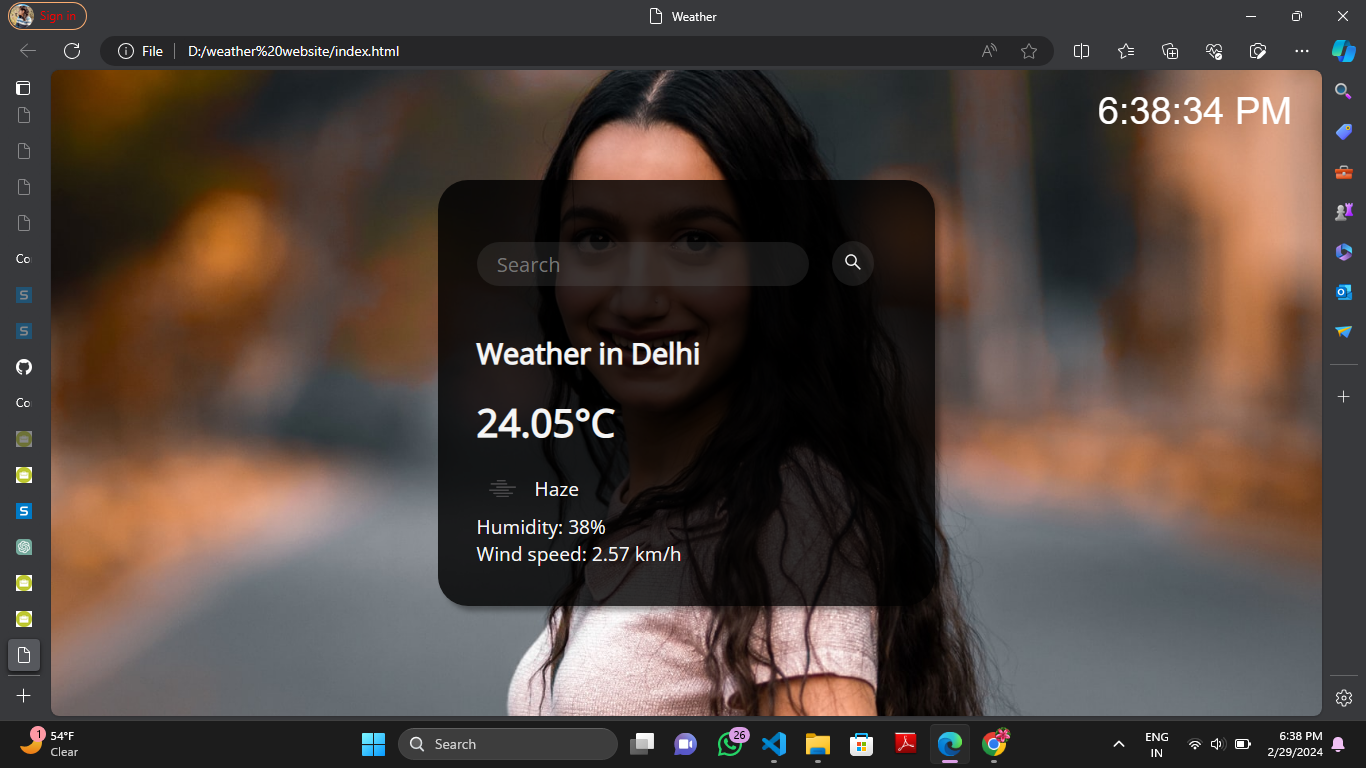 Sign in
Weather
File
D:/weather%20website/index.html
6:38:34 PM
Co
Co
Search
Weather in Delhi
24.05°C
Haze
Humidity: 38%
Wind speed: 2.57 km/h
1
54°F
Clear
Search
26
ENG
IN
6:38 PM
2/29/2024